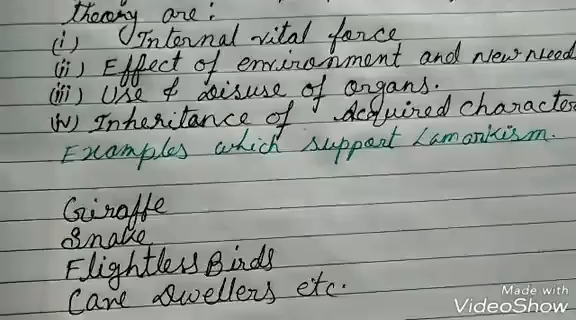 theory are:
(i) Internal vital force
(ii) Effect of environment and new need
(iii) Use & disuse of organs.
(iv) Inheritance of Acquired character
Examples which support Lamarkism.
Giraffe
Snake
Flightless Birds
Cave Dwellers etc.
Made with
VideoShow